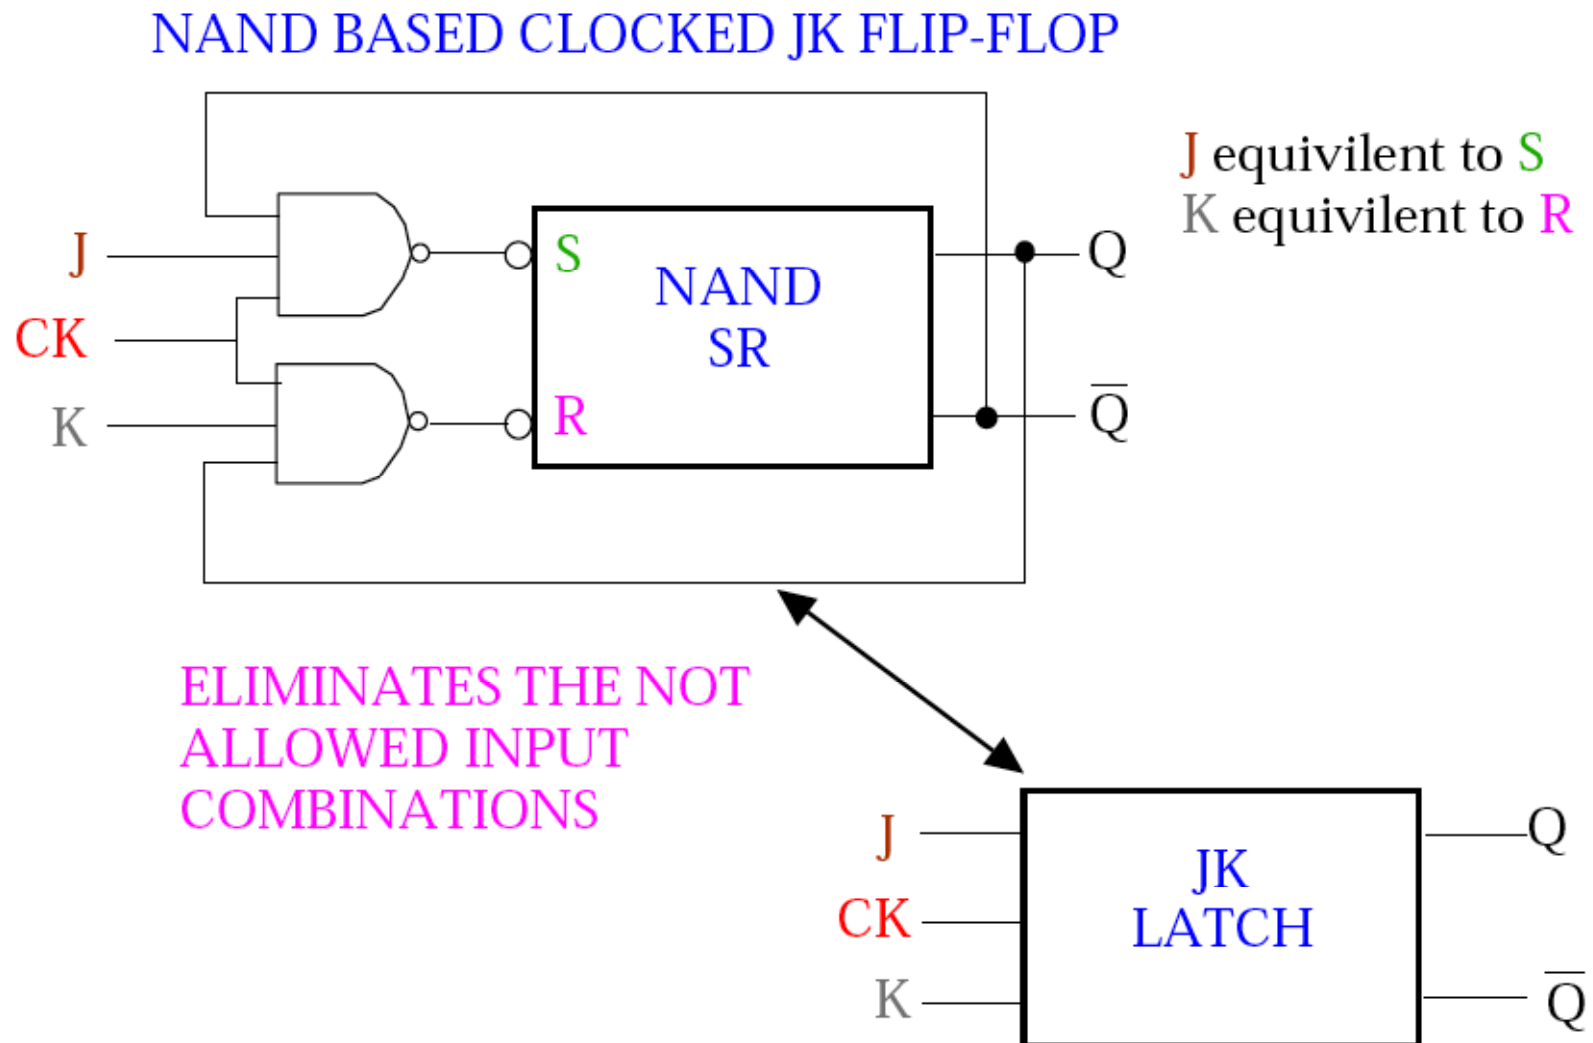 NAND BASED CLOCKED JK FLIP-FLOP
J equivilent to S
K equivilent to R
J
CK
K
S
R
NAND
SR
Q
Q̅
ELIMINATES THE NOT
ALLOWED INPUT
COMBINATIONS
J
CK
K
JK
LATCH
Q
Q̅